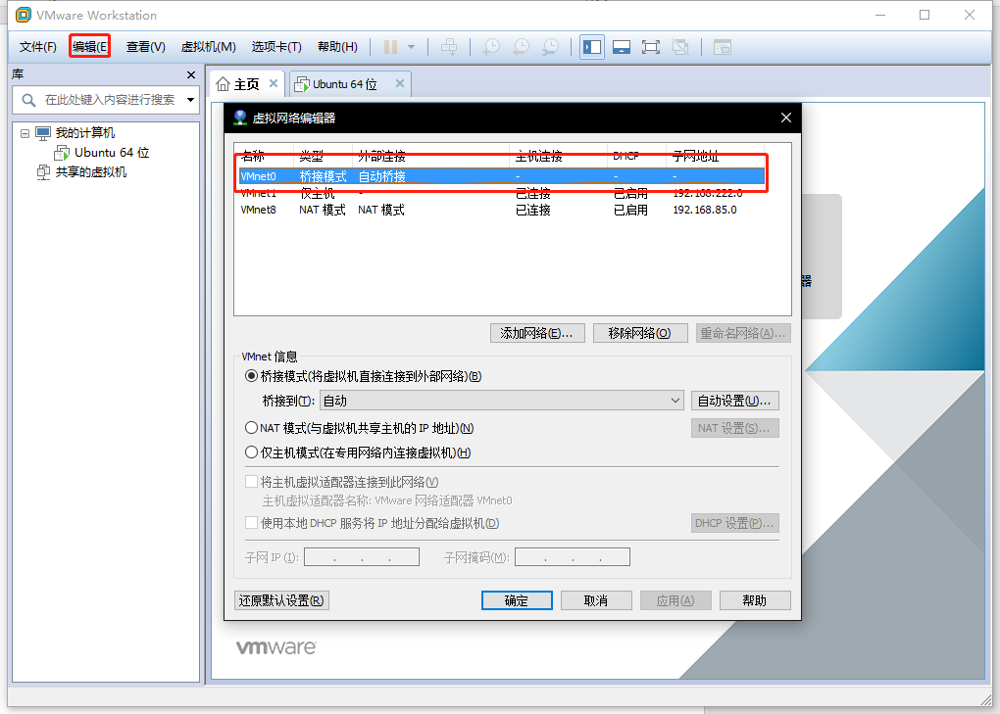 VMware Workstation
文件(F) 编辑(E 查看(V) 虚拟机(M) 选项卡(T) 帮助(H)
库
在此处键入内容进行搜索
我的计算机
Ubuntu 64 位
共享的虚拟机
主页 Ubuntu 64 位
虚拟网络编辑器
名称 类型 外部连接 主机连接 DHCP 子网地址
VMnet0 桥接模式 自动桥接 - - -
VMnet1 仅主机... - 已连接 已启用 192.168.222.0
VMnet8 NAT 模式 NAT 模式 已连接 已启用 192.168.85.0
器
添加网络(E)... 移除网络(O) 重命名网络(A)...
VMnet 信息
桥接模式(将虚拟机直接连接到外部网络)(B)
桥接到(T): 自动 自动设置(U)...
NAT 模式(与虚拟机共享主机的 IP 地址)(N) NAT 设置(S)...
仅主机模式(在专用网络内连接虚拟机)(H)
将主机虚拟适配器连接到此网络(V)
主机虚拟适配器名称: VMware 网络适配器 VMnet0
使用本地 DHCP 服务将 IP 地址分配给虚拟机(D) DHCP 设置(P)...
子网 IP (I): . . . 子网掩码(M): . . .
还原默认设置(R) 确定 取消 应用(A) 帮助
vmware